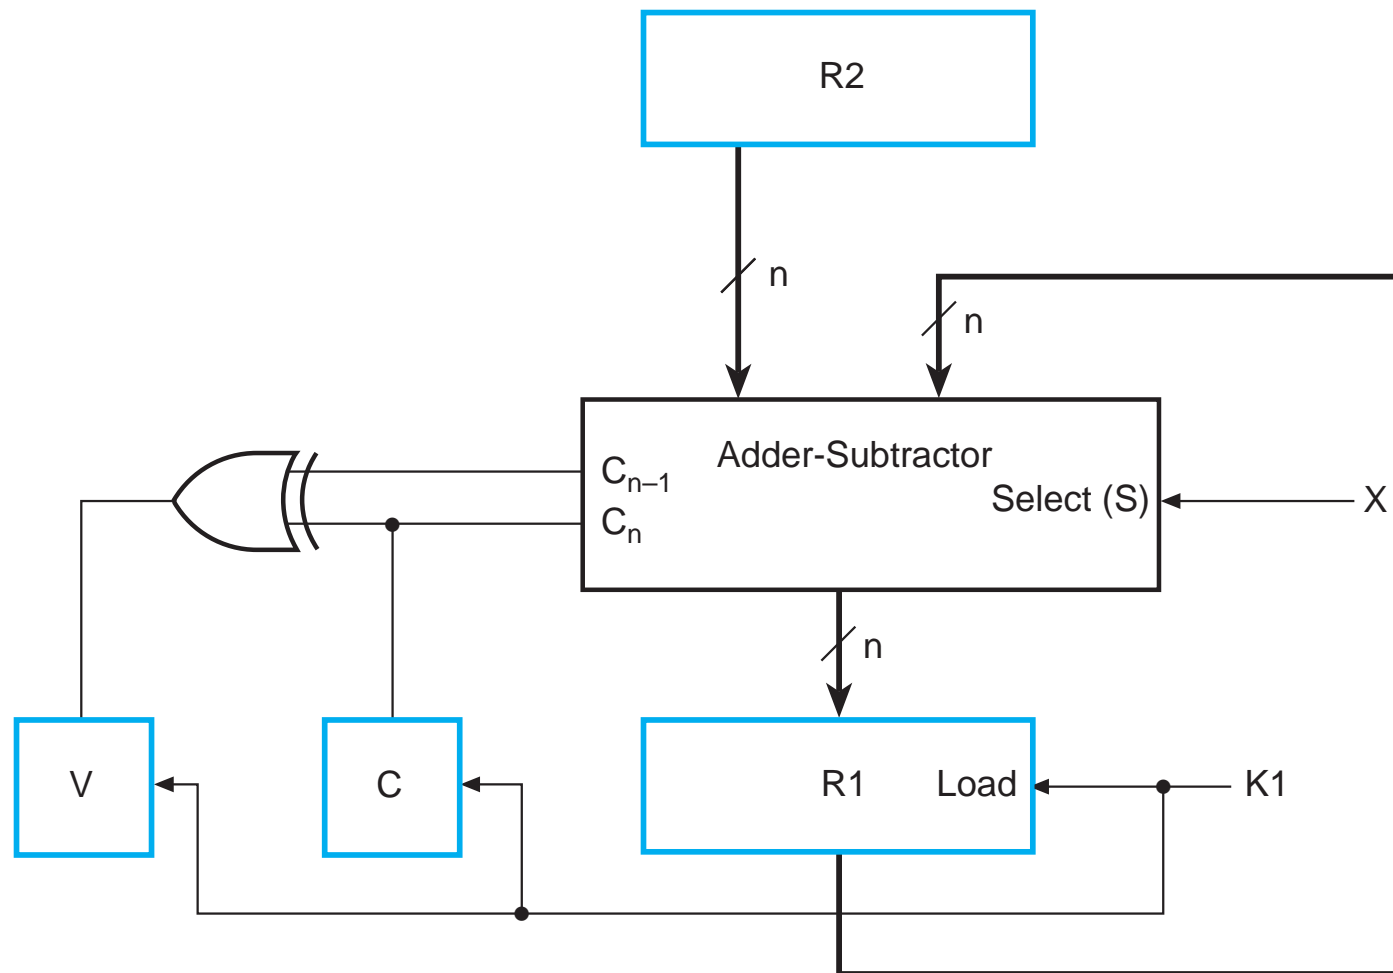 R2
n
n
Adder-Subtractor
Cn–1
Select (S)
X
Cn
n
V
C
R1
Load
K1